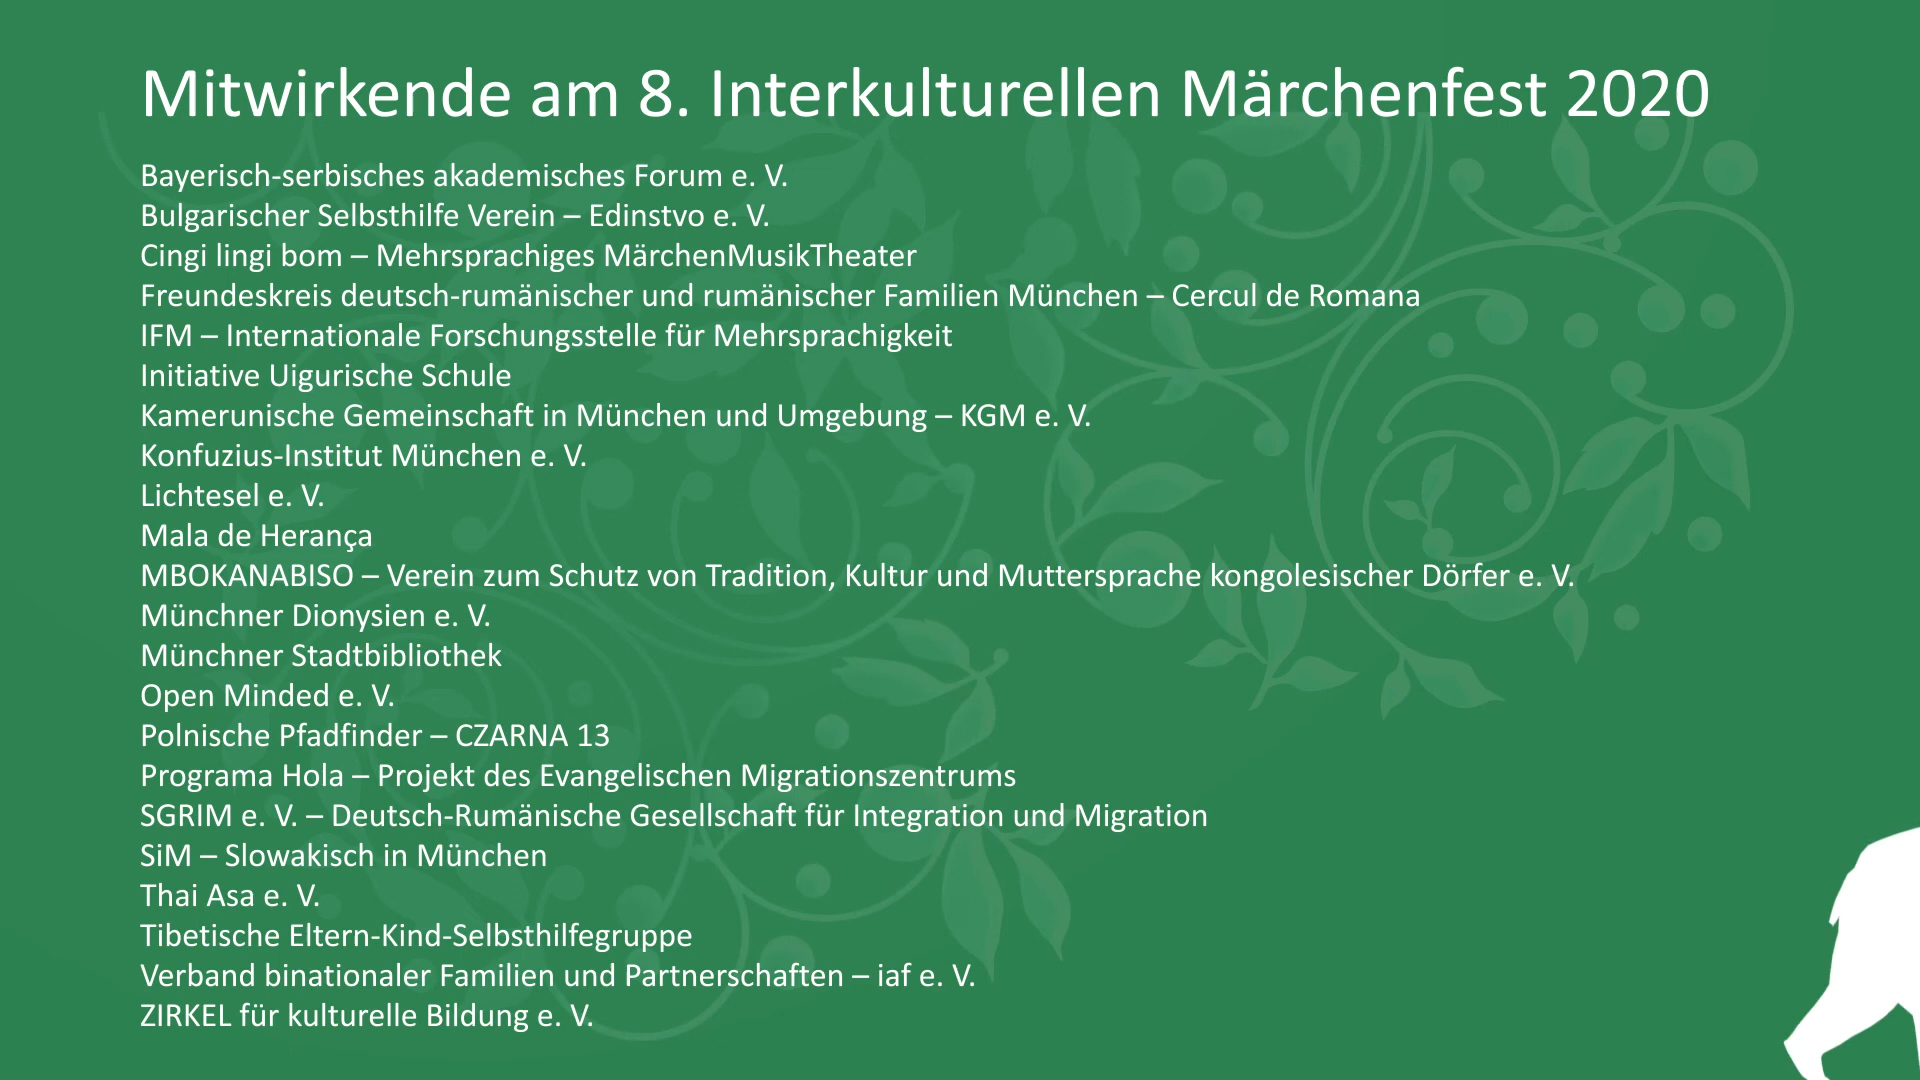 Mitwirkende am 8. Interkulturellen Märchenfest 2020
Bayerisch-serbisches akademisches Forum e. V.
Bulgarischer Selbsthilfe Verein – Edinstvo e. V.
Cingi lingi bom – Mehrsprachiges MärchenMusikTheater
Freundeskreis deutsch-rumänischer und rumänischer Familien München – Cercul de Romana
IFM – Internationale Forschungsstelle für Mehrsprachigkeit
Initiative Uigurische Schule
Kamerunische Gemeinschaft in München und Umgebung – KGM e. V.
Konfuzius-Institut München e. V.
Lichtesel e. V.
Mala de Herança
MBOKANABISO – Verein zum Schutz von Tradition, Kultur und Muttersprache kongolesischer Dörfer e. V.
Münchner Dionysien e. V.
Münchner Stadtbibliothek
Open Minded e. V.
Polnische Pfadfinder – CZARNA 13
Programa Hola – Projekt des Evangelischen Migrationszentrums
SGRIM e. V. – Deutsch-Rumänische Gesellschaft für Integration und Migration
SiM – Slowakisch in München
Thai Asa e. V.
Tibetische Eltern-Kind-Selbsthilfegruppe
Verband binationaler Familien und Partnerschaften – iaf e. V.
ZIRKEL für kulturelle Bildung e. V.